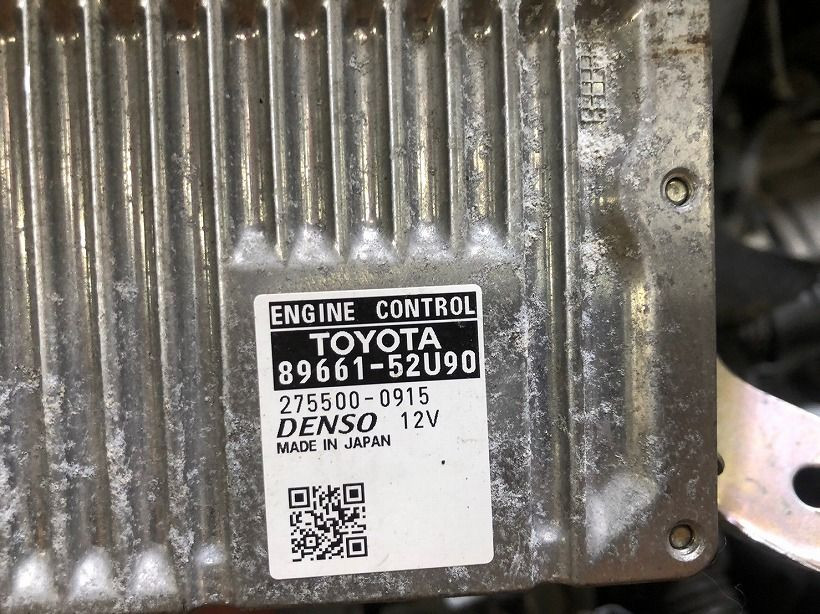 ENGINE CONTROL
TOYOTA
89661-52U90
275500-0915
DENSO 12V
MADE IN JAPAN